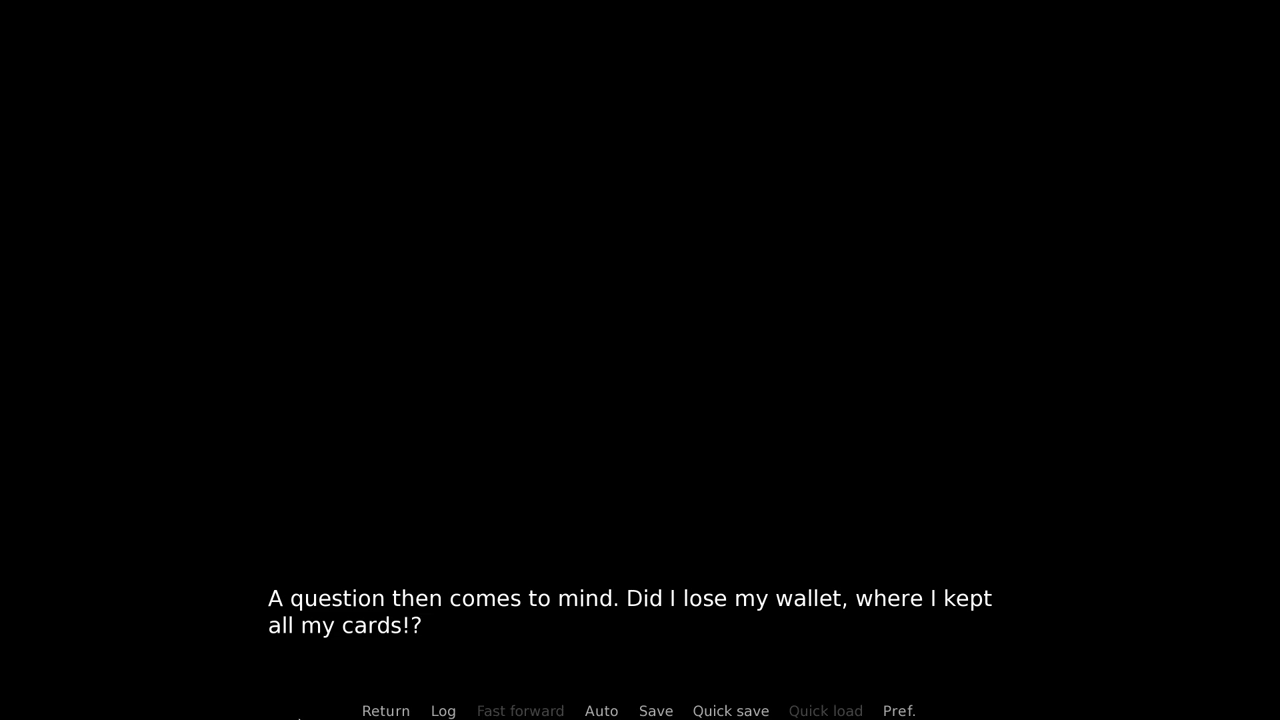 A question then comes to mind. Did I lose my wallet, where I kept
all my cards!?
Return Log Fast forward Auto Save Quick save Quick load Pref.